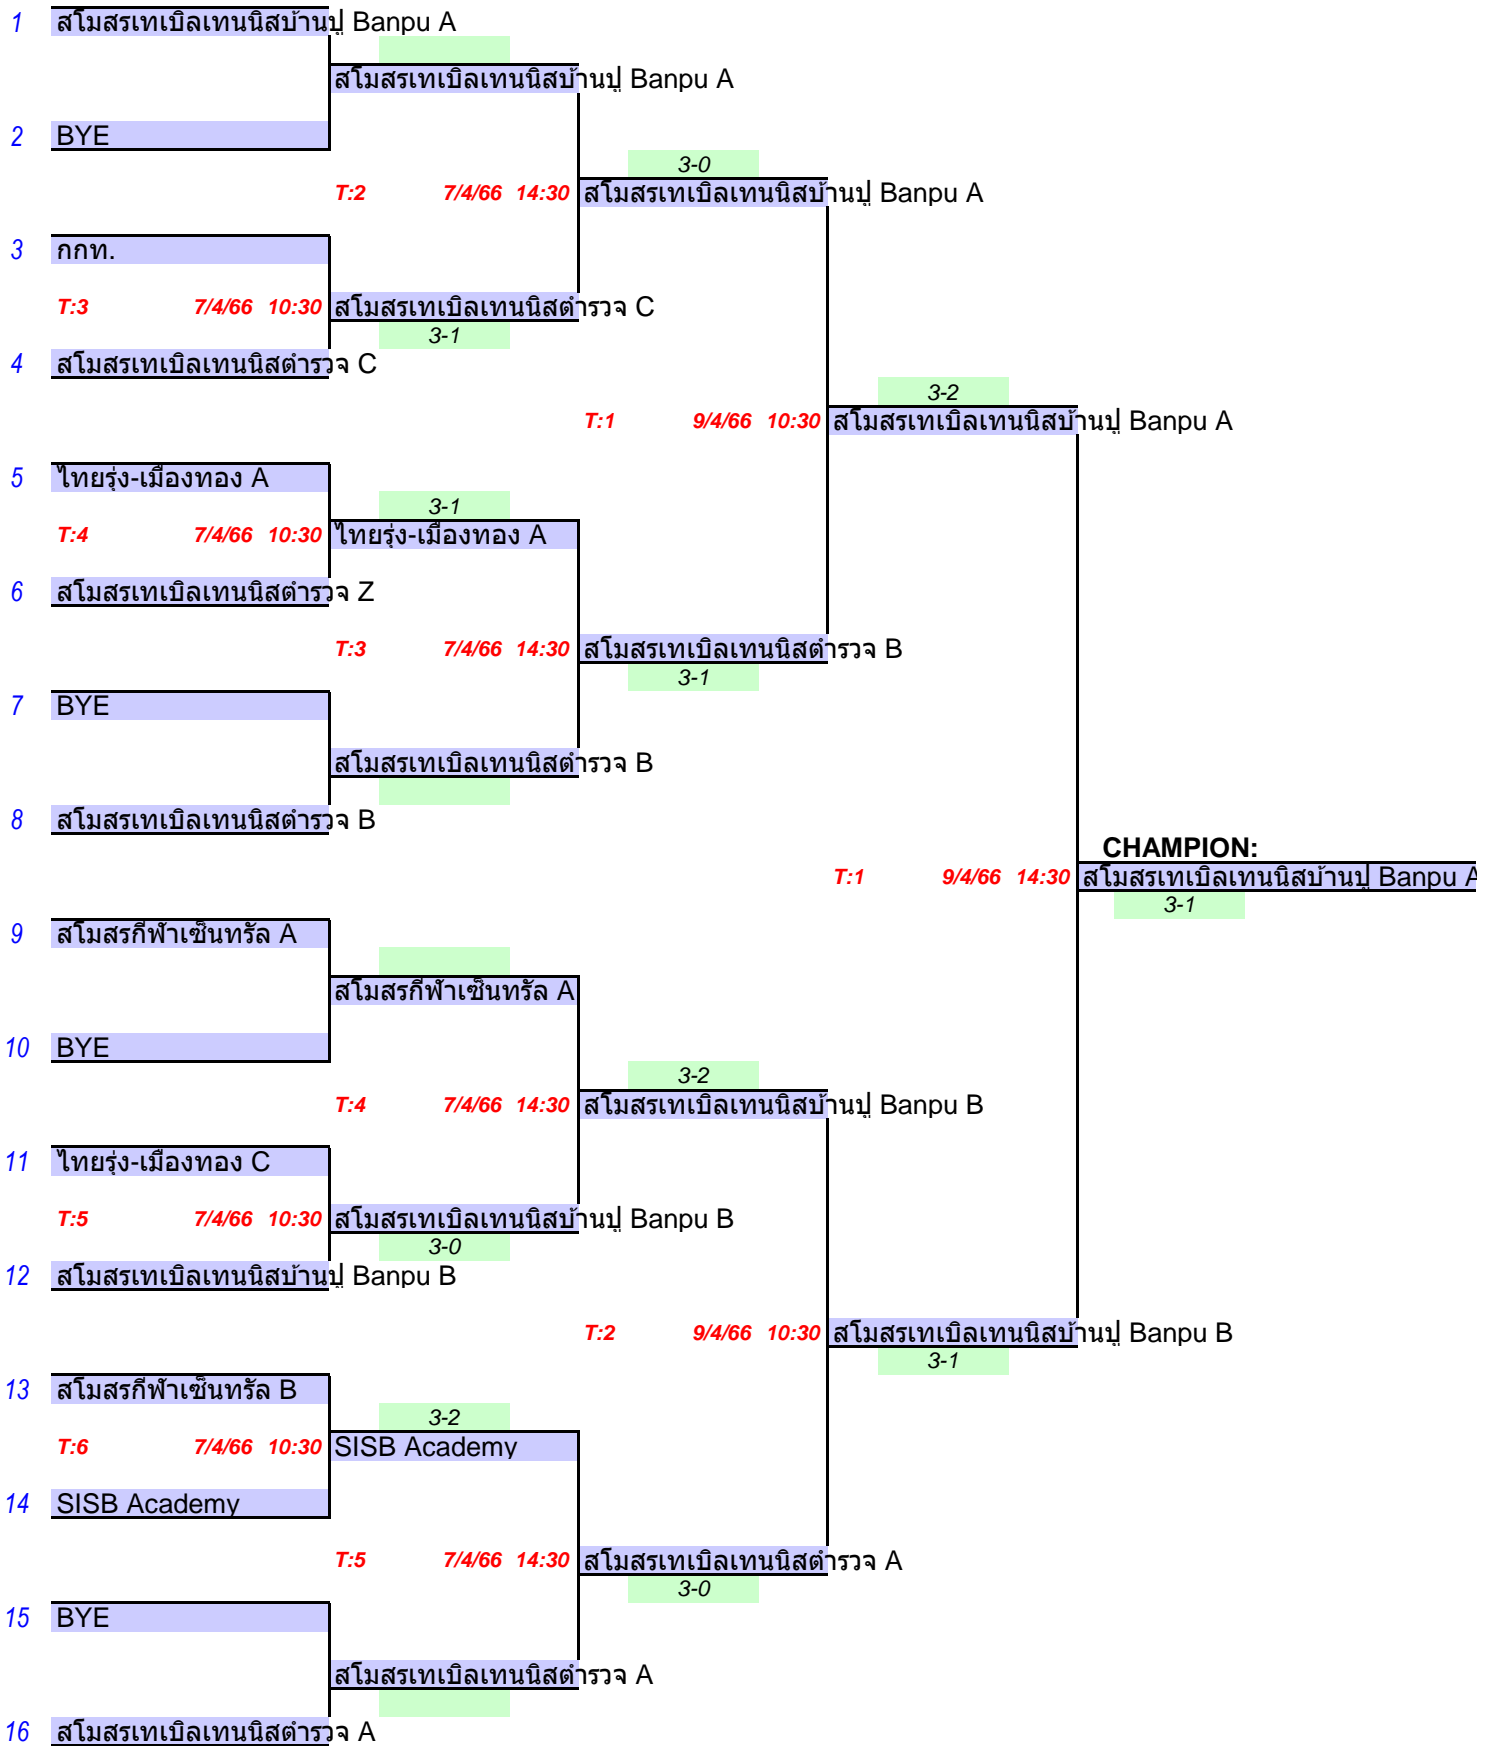 1 สโมสรเทเบิลเทนนิสบ้านปู Banpu A
สโมสรเทเบิลเทนนิสบ้านปู Banpu A
2 BYE
3-0
T:2 7/4/66 14:30 สโมสรเทเบิลเทนนิสบ้านปู Banpu A
3 กกท.
T:3 7/4/66 10:30 สโมสรเทเบิลเทนนิสตำรวจ C
3-1
4 สโมสรเทเบิลเทนนิสตำรวจ C
3-2
T:1 9/4/66 10:30 สโมสรเทเบิลเทนนิสบ้านปู Banpu A
5 ไทยรุ่ง-เมืองทอง A
3-1
T:4 7/4/66 10:30 ไทยรุ่ง-เมืองทอง A
6 สโมสรเทเบิลเทนนิสตำรวจ Z
T:3 7/4/66 14:30 สโมสรเทเบิลเทนนิสตำรวจ B
3-1
7 BYE
สโมสรเทเบิลเทนนิสตำรวจ B
8 สโมสรเทเบิลเทนนิสตำรวจ B
CHAMPION:
T:1 9/4/66 14:30 สโมสรเทเบิลเทนนิสบ้านปู Banpu A
3-1
9 สโมสรกีฬาเซ็นทรัล A
สโมสรกีฬาเซ็นทรัล A
10 BYE
3-2
T:4 7/4/66 14:30 สโมสรเทเบิลเทนนิสบ้านปู Banpu B
11 ไทยรุ่ง-เมืองทอง C
T:5 7/4/66 10:30 สโมสรเทเบิลเทนนิสบ้านปู Banpu B
3-0
12 สโมสรเทเบิลเทนนิสบ้านปู Banpu B
T:2 9/4/66 10:30 สโมสรเทเบิลเทนนิสบ้านปู Banpu B
3-1
13 สโมสรกีฬาเซ็นทรัล B
3-2
T:6 7/4/66 10:30 SISB Academy
14 SISB Academy
T:5 7/4/66 14:30 สโมสรเทเบิลเทนนิสตำรวจ A
3-0
15 BYE
สโมสรเทเบิลเทนนิสตำรวจ A
16 สโมสรเทเบิลเทนนิสตำรวจ A